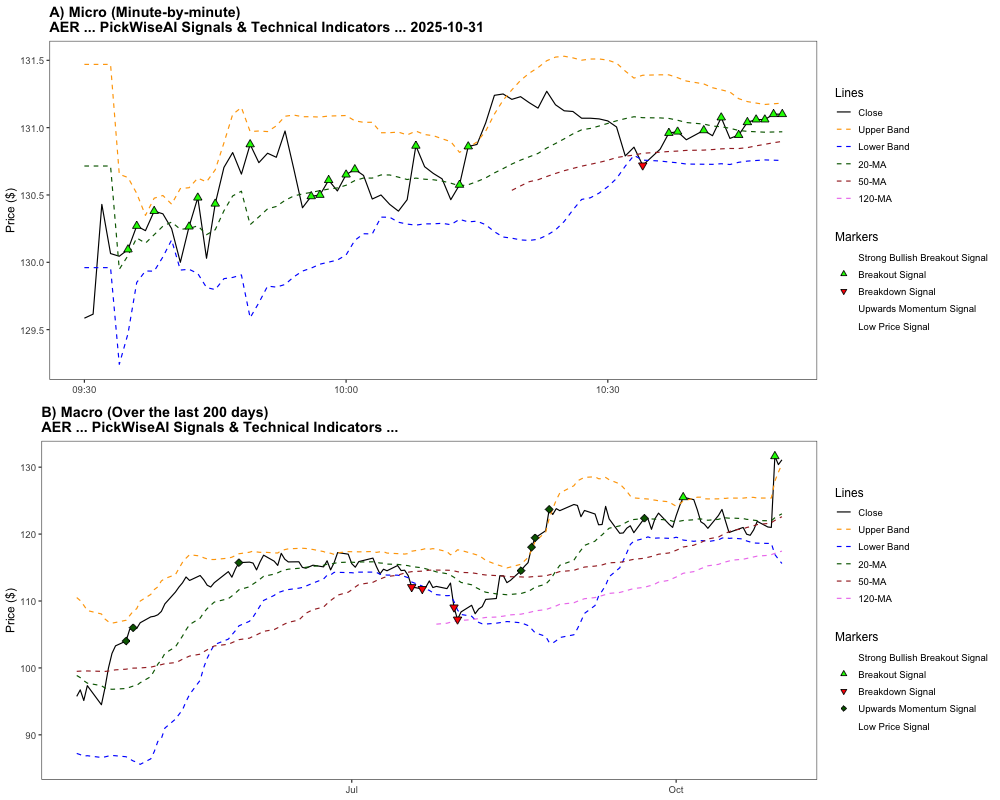 A) Micro (Minute-by-minute)
AER ... PickWiseAI Signals & Technical Indicators ... 2025-10-31
Price ($)
131.5
131.0
130.5
130.0
129.5
09:30
10:00
10:30
Lines
Close
Upper Band
Lower Band
20-MA
50-MA
120-MA
Markers
Strong Bullish Breakout Signal
Breakout Signal
Breakdown Signal
Upwards Momentum Signal
Low Price Signal
B) Macro (Over the last 200 days)
AER ... PickWiseAI Signals & Technical Indicators ...
Price ($)
130
120
110
100
90
Jul
Oct
Lines
Close
Upper Band
Lower Band
20-MA
50-MA
120-MA
Markers
Strong Bullish Breakout Signal
Breakout Signal
Breakdown Signal
Upwards Momentum Signal
Low Price Signal